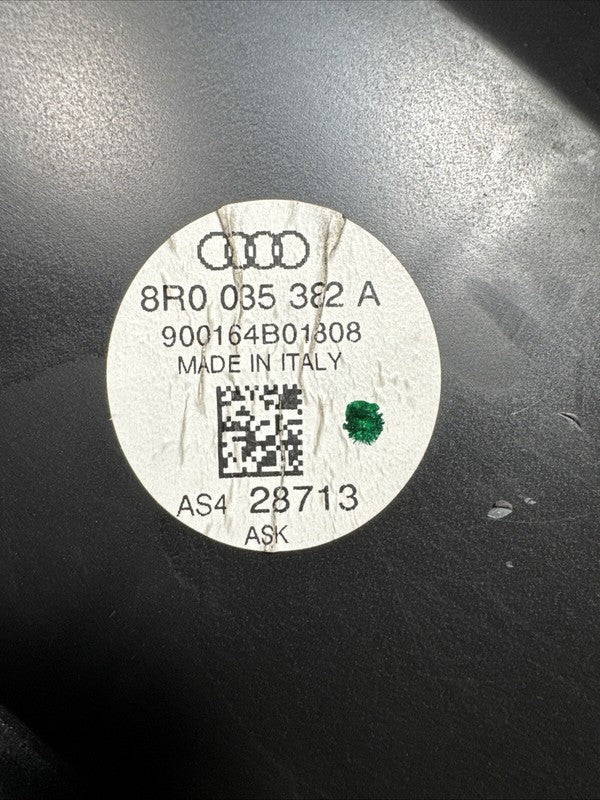 8R0 035 382 A
900164B01808
MADE IN ITALY
AS4 28713
ASK